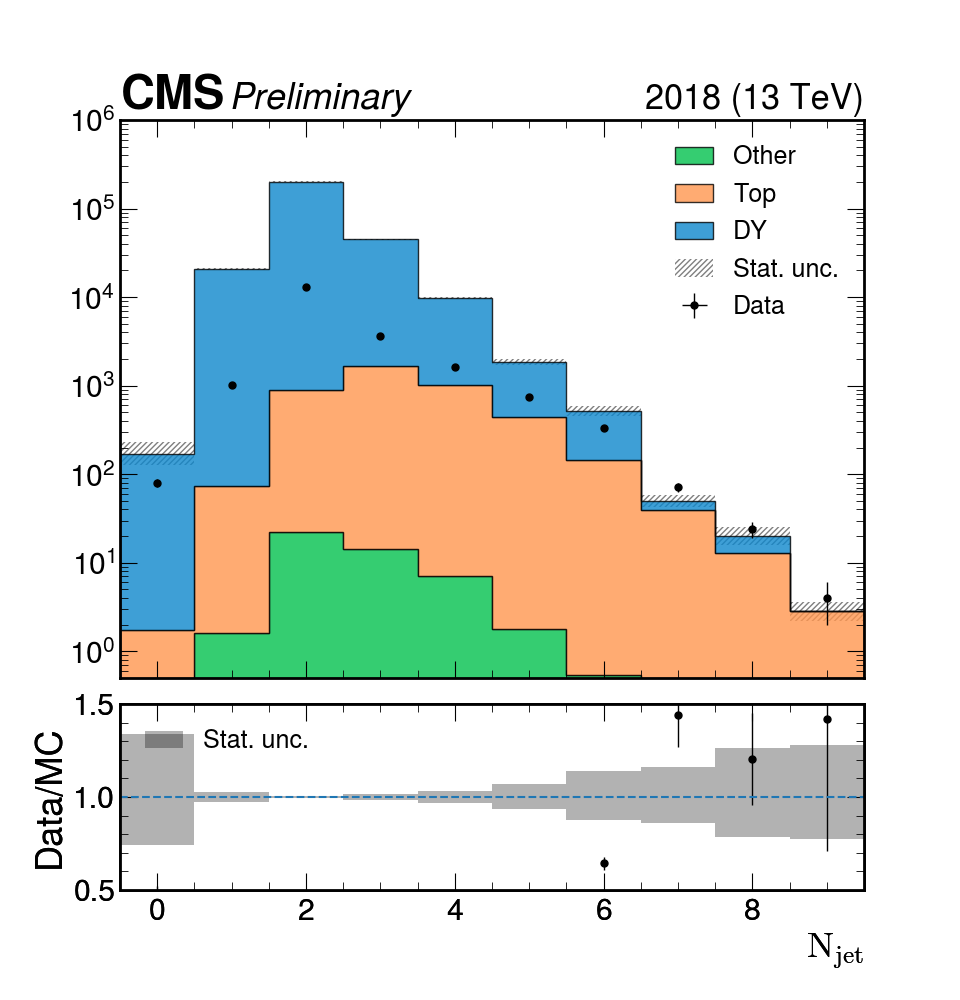 CMS Preliminary 2018 (13 TeV)
10^6
Other
Top
10^5
DY
Stat. unc.
10^4
Data
10^3
10^2
10^1
10^0
1.5
Stat. unc.
1.0
Data/MC
0.5
0 2 4 6 8
N_jet